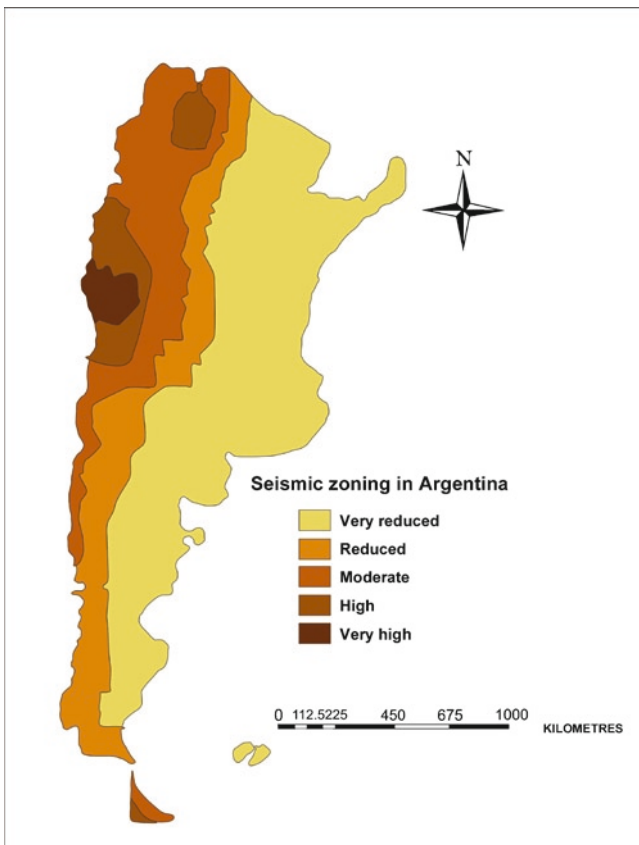 N
Seismic zoning in Argentina
Very reduced
Reduced
Moderate
High
Very high
0 112.5225 450 675 1000
KILOMETRES